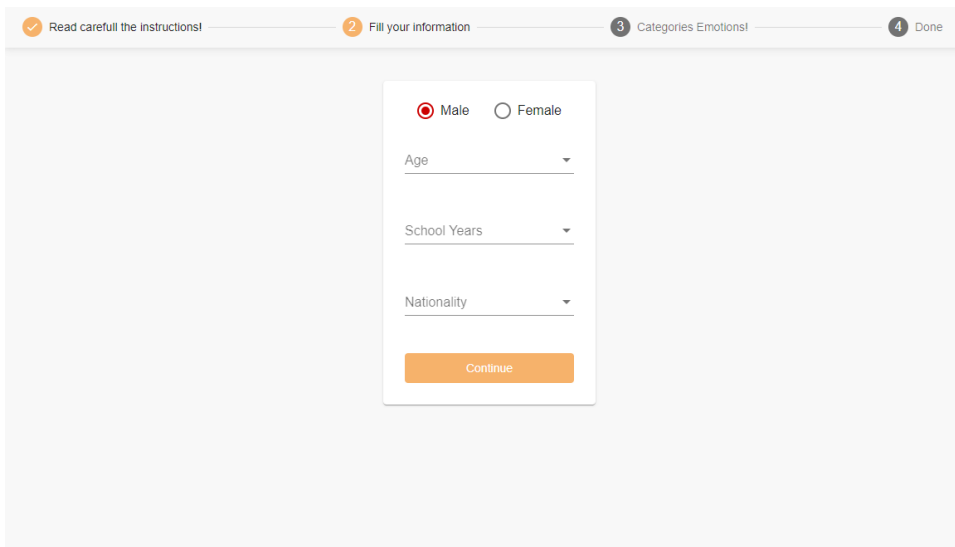 Read carefull the instructions! 2 Fill your information 3 Categories Emotions! 4 Done
Male Female
Age
School Years
Nationality
Continue